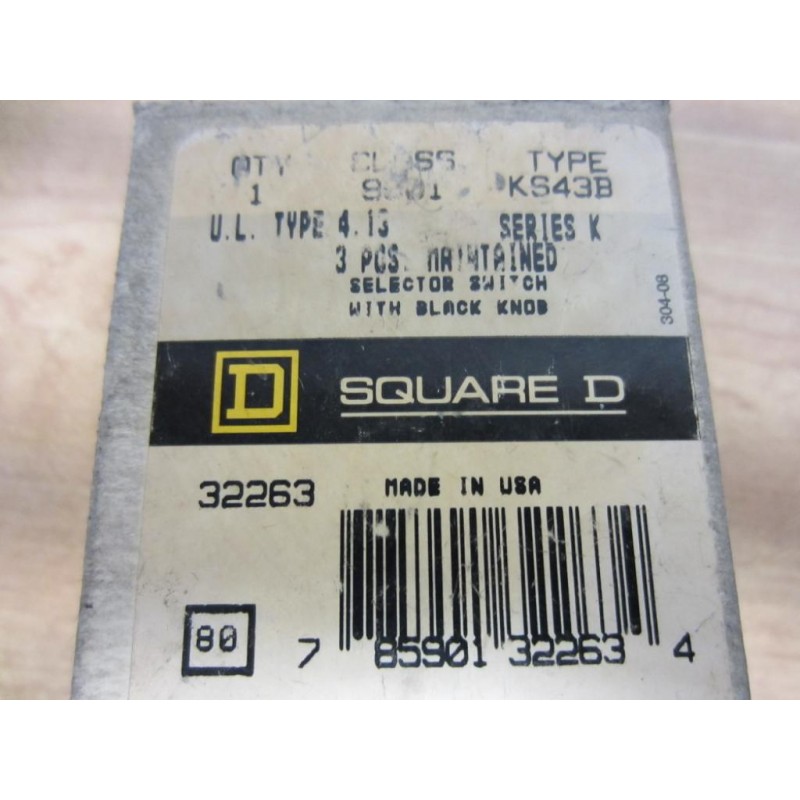 QTY CLASS TYPE
1 9001 KS43B
U.L. TYPE 4.13 SERIES K
3 POS. MAINTAINED
SELECTOR SWITCH
WITH BLACK KNOB
304-08
D SQUARE D
32263 MADE IN USA
80
7 85901 32263 4